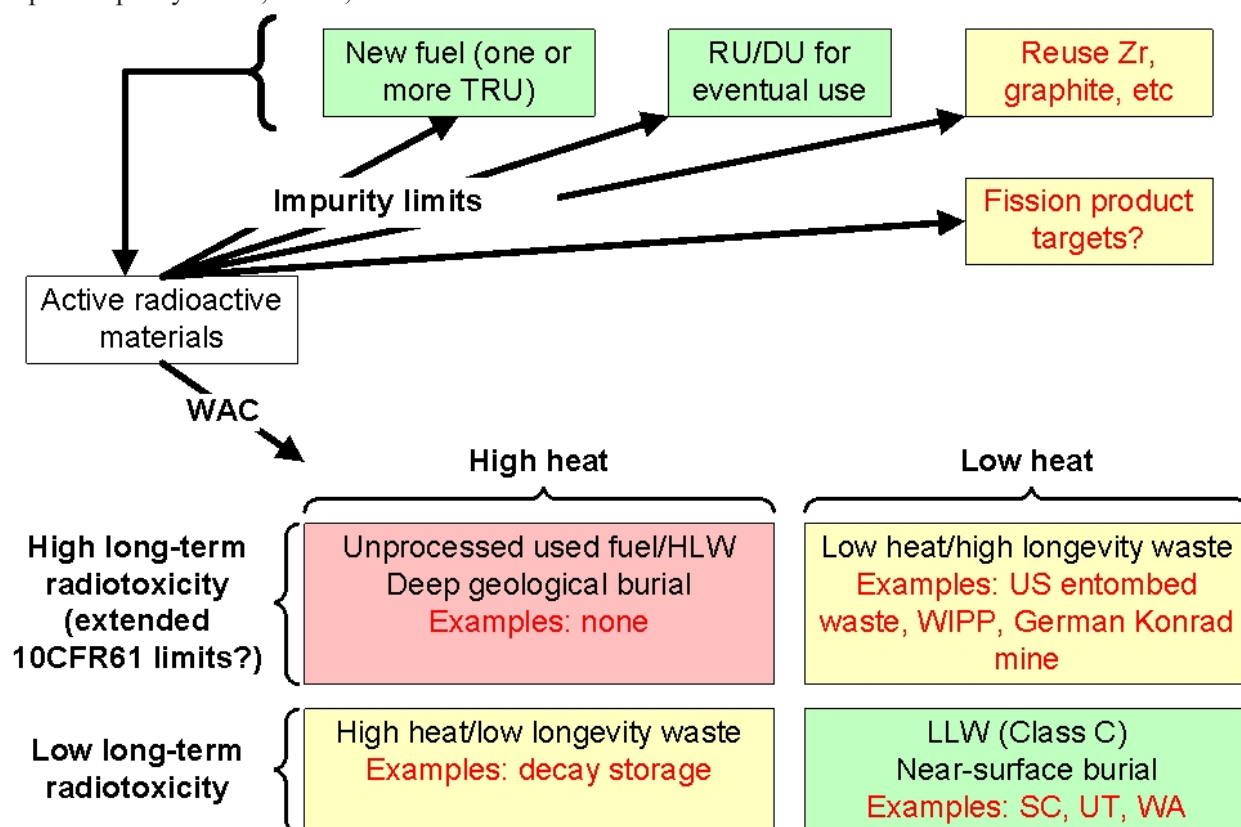 New fuel (one or
more TRU)
RU/DU for
eventual use
Reuse Zr,
graphite, etc
Impurity limits
Fission product
targets?
Active radioactive
materials
WAC
High heat
Low heat
High long-term
radiotoxicity
(extended
10CFR61 limits?)
Unprocessed used fuel/HLW
Deep geological burial
Examples: none
Low heat/high longevity waste
Examples: US entombed
waste, WIPP, German Konrad
mine
Low long-term
radiotoxicity
High heat/low longevity waste
Examples: decay storage
LLW (Class C)
Near-surface burial
Examples: SC, UT, WA